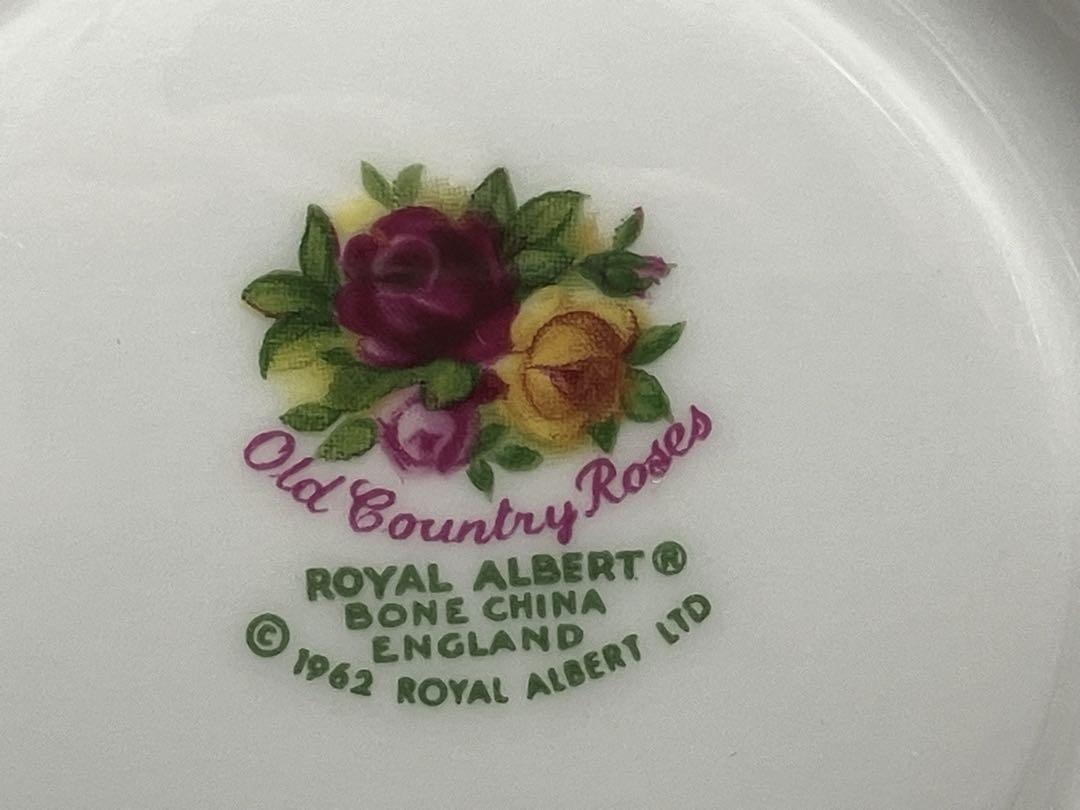 Old Country Roses
ROYAL ALBERT®
BONE CHINA
ENGLAND
© 1962 ROYAL ALBERT LTD